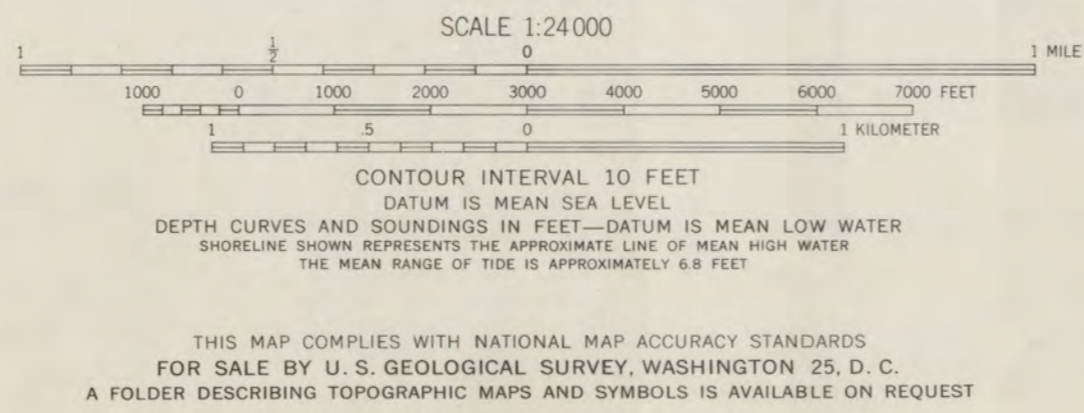 SCALE 1:24000
1 ½ 0 1 MILE
1000 0 1000 2000 3000 4000 5000 6000 7000 FEET
1 .5 0 1 KILOMETER
CONTOUR INTERVAL 10 FEET
DATUM IS MEAN SEA LEVEL
DEPTH CURVES AND SOUNDINGS IN FEET—DATUM IS MEAN LOW WATER
SHORELINE SHOWN REPRESENTS THE APPROXIMATE LINE OF MEAN HIGH WATER
THE MEAN RANGE OF TIDE IS APPROXIMATELY 6.8 FEET
THIS MAP COMPLIES WITH NATIONAL MAP ACCURACY STANDARDS
FOR SALE BY U. S. GEOLOGICAL SURVEY, WASHINGTON 25, D. C.
A FOLDER DESCRIBING TOPOGRAPHIC MAPS AND SYMBOLS IS AVAILABLE ON REQUEST